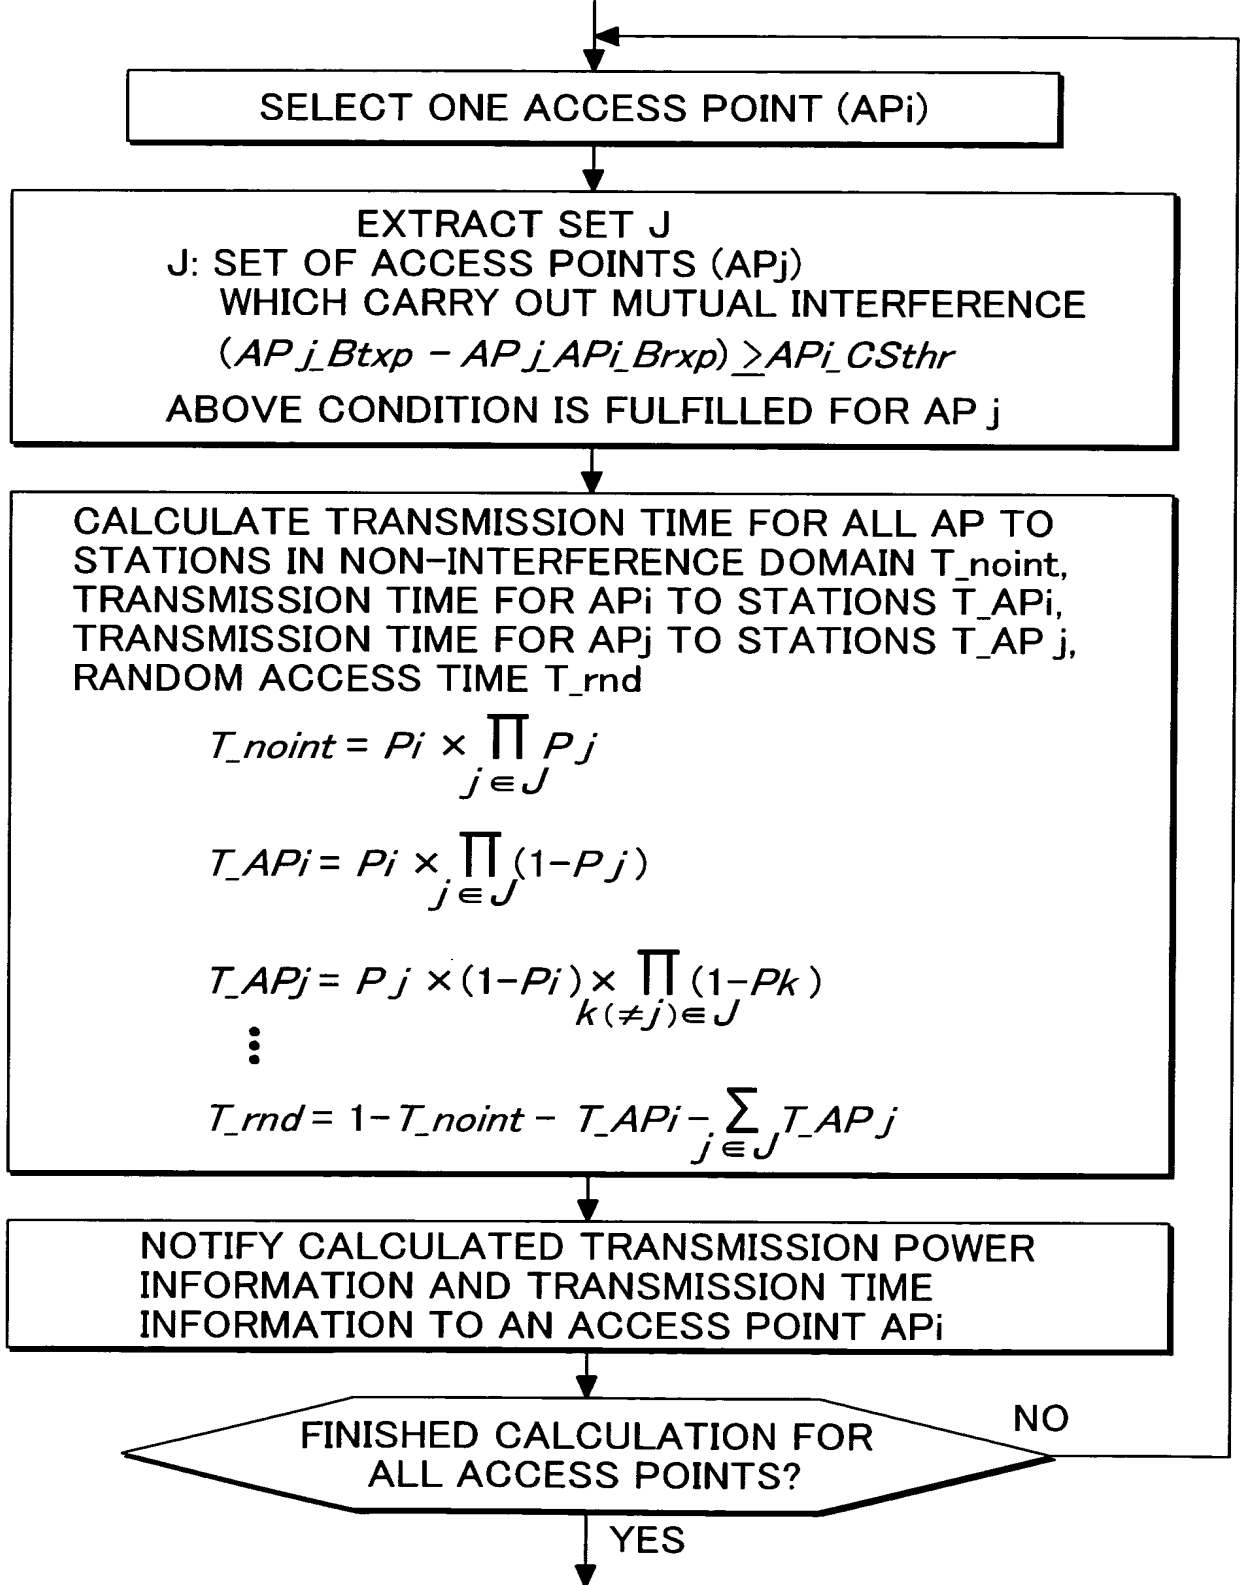 SELECT ONE ACCESS POINT (APi)
EXTRACT SET J
J: SET OF ACCESS POINTS (APj)
WHICH CARRY OUT MUTUAL INTERFERENCE
(AP j_Btxp - AP j_APi_Brxp) ≥ APi_CSthr
ABOVE CONDITION IS FULFILLED FOR AP j
CALCULATE TRANSMISSION TIME FOR ALL AP TO
STATIONS IN NON-INTERFERENCE DOMAIN T_noint,
TRANSMISSION TIME FOR APi TO STATIONS T_APi,
TRANSMISSION TIME FOR APj TO STATIONS T_AP j,
RANDOM ACCESS TIME T_rnd
T_noint = Pi × ∏ P j
j ∈ J
T_APi = Pi × ∏ (1-P j)
j ∈ J
T_APj = P j × (1-Pi) × ∏ (1-Pk)
k(≠j)∈ J
⋮
T_rnd = 1- T_noint - T_APi - ∑ T_AP j
j ∈ J
NOTIFY CALCULATED TRANSMISSION POWER
INFORMATION AND TRANSMISSION TIME
INFORMATION TO AN ACCESS POINT APi
FINISHED CALCULATION FOR
ALL ACCESS POINTS?
NO
YES